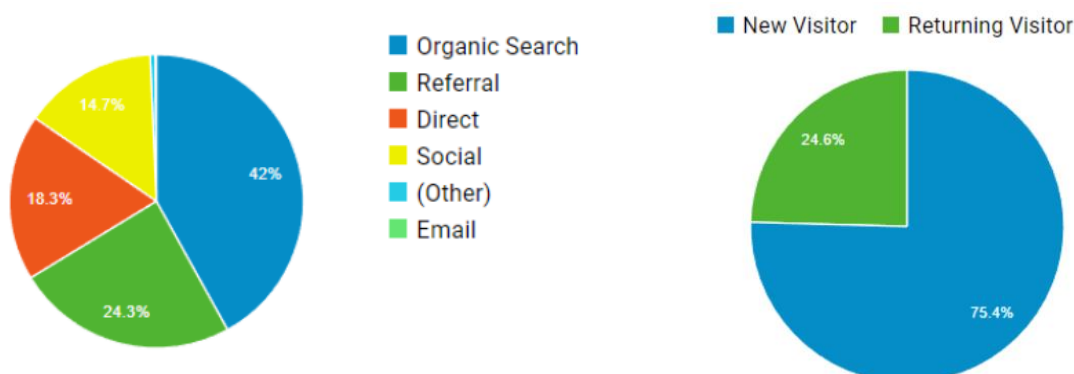 14.7%
42%
18.3%
24.3%
Organic Search
Referral
Direct
Social
(Other)
Email
New Visitor
Returning Visitor
24.6%
75.4%